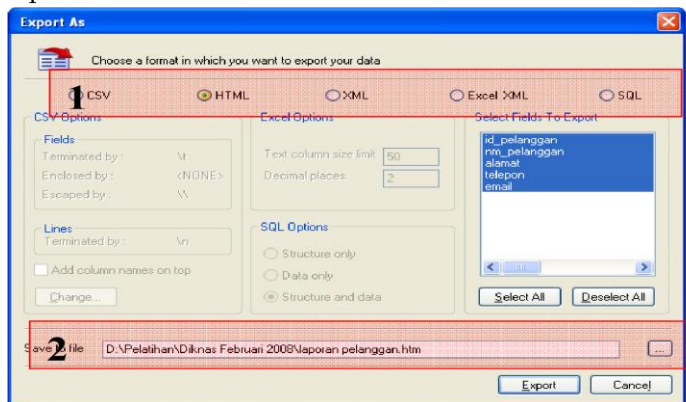 Export As
Choose a format in which you want to export your data
1
CSV HTML XML Excel XML SQL
CSV Options
Fields
Terminated by : \t
Enclosed by : <NONE>
Escaped by : \\
Lines
Terminated by : \n
Add column names on top
Change...
Excel Options
Text column size limit 50
Decimal places 2
SQL Options
Structure only
Data only
Structure and data
Select Fields To Export
id_pelanggan
nm_pelanggan
alamat
telepon
email
Select All Deselect All
2
Save to file D:\Pelatihan\Diknas Februari 2008\laporan pelanggan.htm ...
Export Cancel